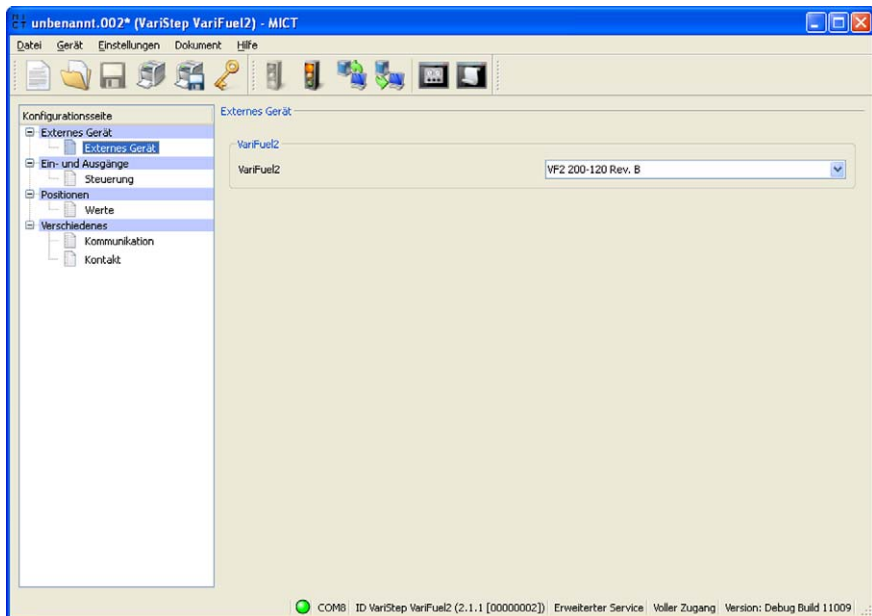 unbenannt.002* (VariStep VariFuel2) - MICT
Datei Gerät Einstellungen Dokument Hilfe
Konfigurationsseite
Externes Gerät
Externes Gerät
Ein- und Ausgänge
Steuerung
Positionen
Werte
Verschiedenes
Kommunikation
Kontakt
Externes Gerät
VariFuel2
VariFuel2 VF2 200-120 Rev. B
COM8 ID VariStep VariFuel2 (2.1.1 [00000002]) Erweiterter Service Voller Zugang Version: Debug Build 11009